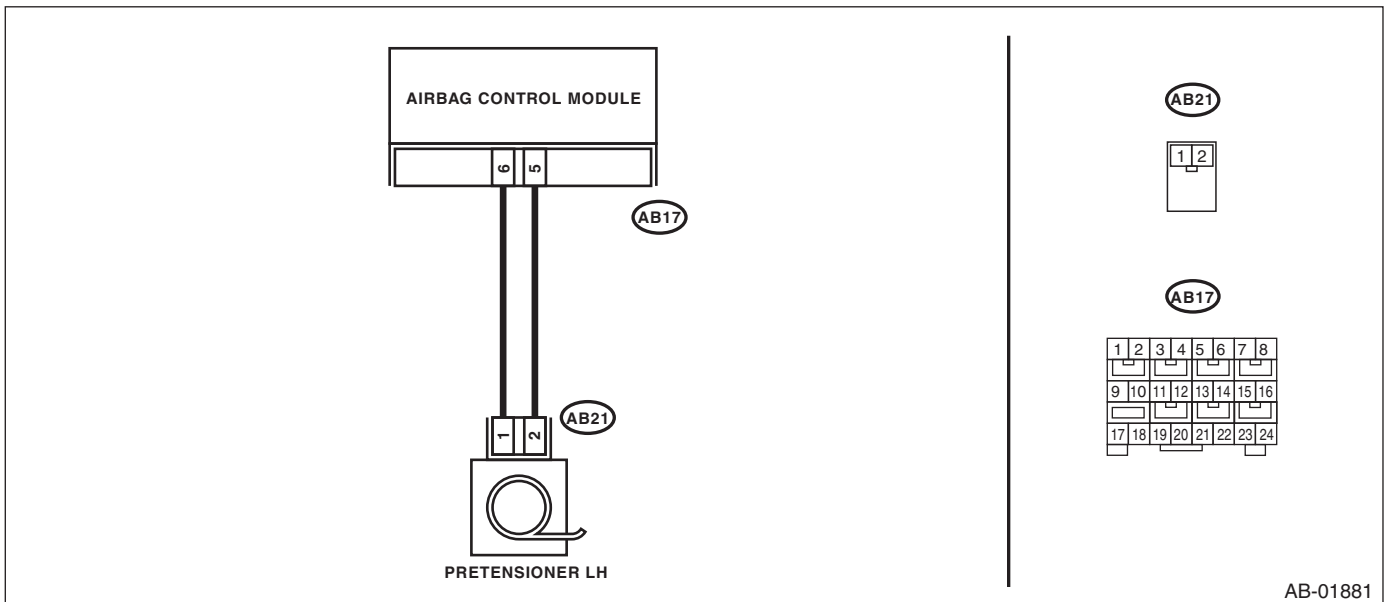 AIRBAG CONTROL MODULE
6 5
AB17
AB21
1 2
PRETENSIONER LH
AB21
1 2
AB17
1 2 3 4 5 6 7 8
9 10 11 12 13 14 15 16
17 18 19 20 21 22 23 24
AB-01881